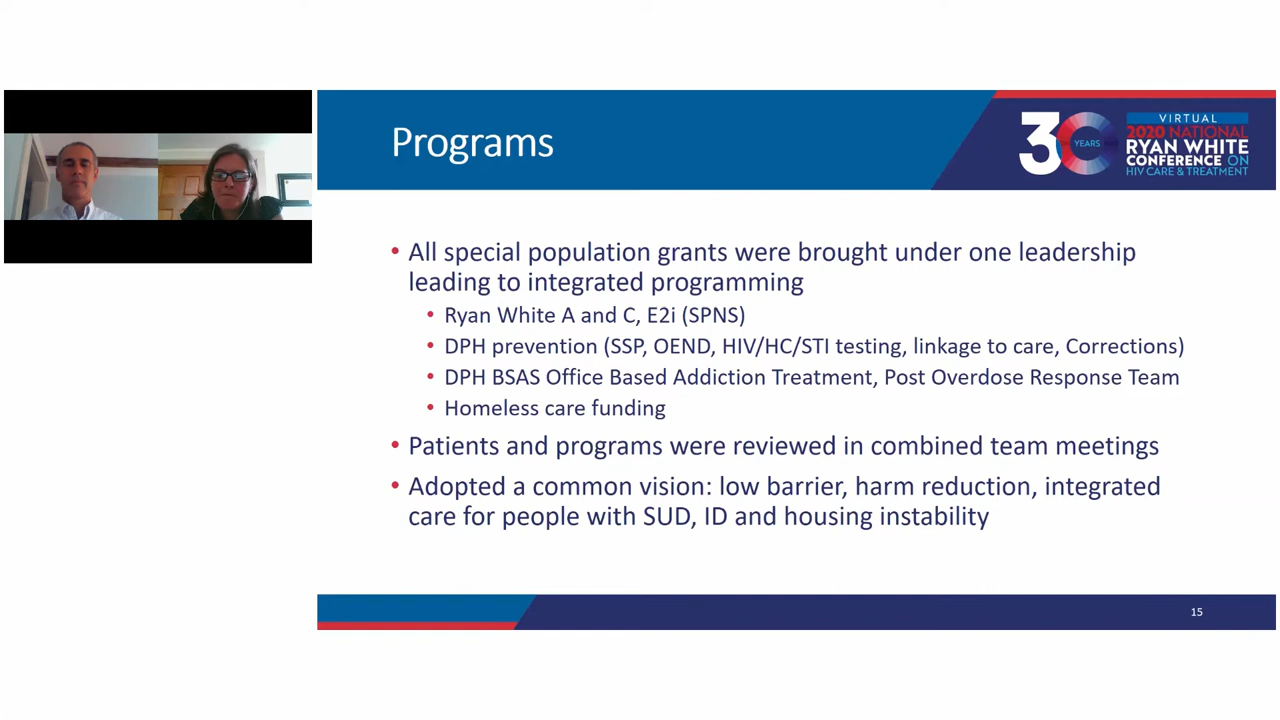 Programs
30
YEARS
VIRTUAL
2020 NATIONAL
RYAN WHITE
CONFERENCE ON
HIV CARE & TREATMENT
• All special population grants were brought under one leadership
leading to integrated programming
• Ryan White A and C, E2i (SPNS)
• DPH prevention (SSP, OEND, HIV/HC/STI testing, linkage to care, Corrections)
• DPH BSAS Office Based Addiction Treatment, Post Overdose Response Team
• Homeless care funding
• Patients and programs were reviewed in combined team meetings
• Adopted a common vision: low barrier, harm reduction, integrated
care for people with SUD, ID and housing instability
15